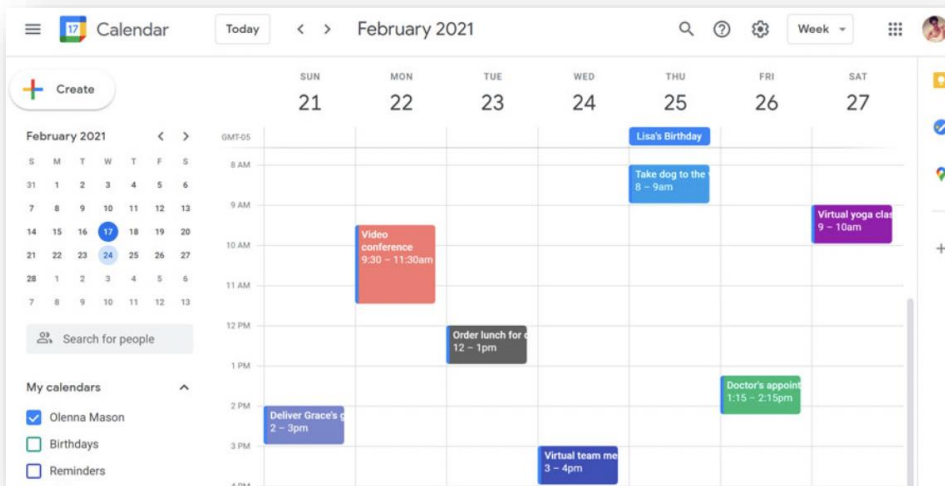 17 Calendar Today February 2021 Week
Create
SUN MON TUE WED THU FRI SAT
21 22 23 24 25 26 27
February 2021
S M T W T F S
31 1 2 3 4 5 6
7 8 9 10 11 12 13
14 15 16 17 18 19 20
21 22 23 24 25 26 27
28 1 2 3 4 5 6
7 8 9 10 11 12 13
Search for people
My calendars
Olenna Mason
Birthdays
Reminders
GMT-05
Lisa's Birthday
8 AM
Take dog to the
8 – 9am
9 AM
Virtual yoga clas
9 – 10am
Video
conference
9:30 – 11:30am
10 AM
11 AM
12 PM
Order lunch for
12 – 1pm
1 PM
Doctor's appoint
1:15 – 2:15pm
2 PM
Deliver Grace's g
2 – 3pm
3 PM
Virtual team me
3 – 4pm